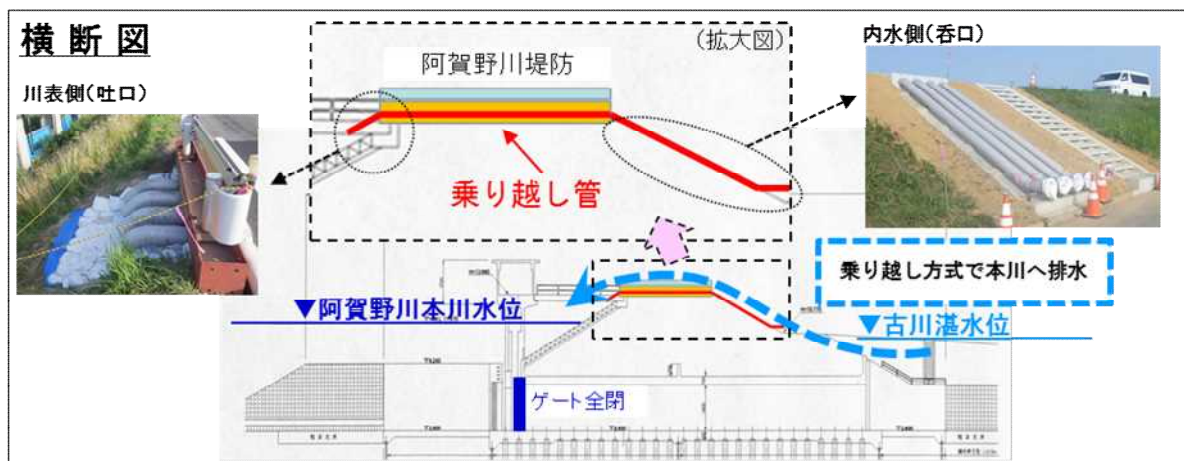 横断図
川表側(吐口)
(拡大図)
阿賀野川堤防
乗り越し管
内水側(呑口)
乗り越し方式で本川へ排水
▼阿賀野川本川水位
▼古川湛水位
ゲート全閉